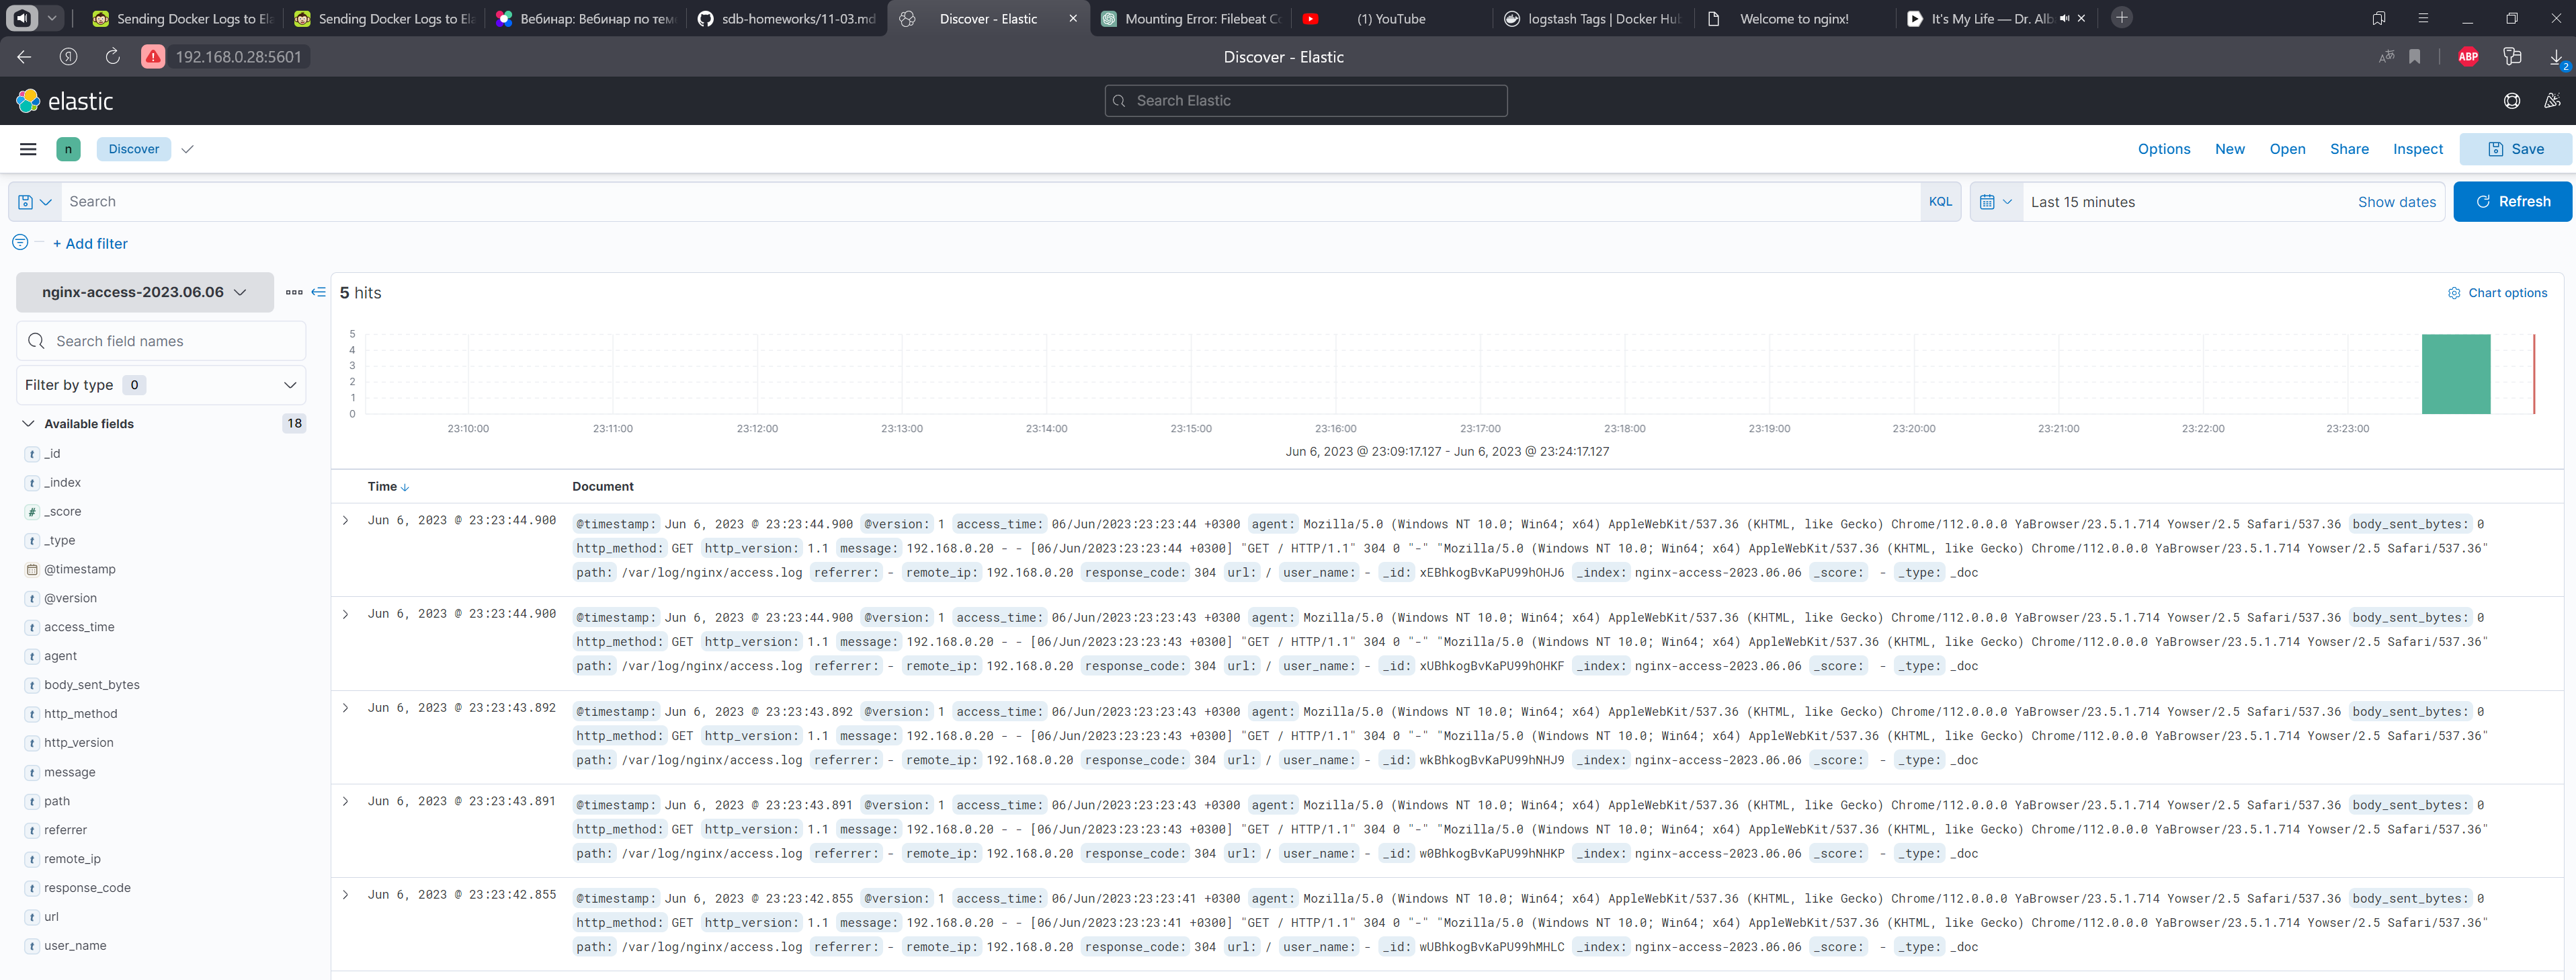 Sending Docker Logs to Ela
Sending Docker Logs to Ela
Вебинар: Вебинар по тем
sdb-homeworks/11-03.md
Discover - Elastic
Mounting Error: Filebeat Co
(1) YouTube
logstash Tags | Docker Hub
Welcome to nginx!
It's My Life — Dr. Alb
192.168.0.28:5601
Discover - Elastic
ABP
2
elastic
Search Elastic
n
Discover
Options
New
Open
Share
Inspect
Save
Search
KQL
Last 15 minutes
Show dates
Refresh
+ Add filter
nginx-access-2023.06.06
5 hits
Chart options
Search field names
Filter by type 0
Available fields 18
t _id
t _index
# _score
t _type
@timestamp
t @version
t access_time
t agent
t body_sent_bytes
t http_method
t http_version
t message
t path
t referrer
t remote_ip
t response_code
t url
t user_name
5
4
3
2
1
0
23:10:00 23:11:00 23:12:00 23:13:00 23:14:00 23:15:00 23:16:00 23:17:00 23:18:00 23:19:00 23:20:00 23:21:00 23:22:00 23:23:00
Jun 6, 2023 @ 23:09:17.127 - Jun 6, 2023 @ 23:24:17.127
Time Document
Jun 6, 2023 @ 23:23:44.900 @timestamp: Jun 6, 2023 @ 23:23:44.900 @version: 1 access_time: 06/Jun/2023:23:23:44 +0300 agent: Mozilla/5.0 (Windows NT 10.0; Win64; x64) AppleWebKit/537.36 (KHTML, like Gecko) Chrome/112.0.0.0 YaBrowser/23.5.1.714 Yowser/2.5 Safari/537.36 body_sent_bytes: 0
http_method: GET http_version: 1.1 message: 192.168.0.20 - - [06/Jun/2023:23:23:44 +0300] "GET / HTTP/1.1" 304 0 "-" "Mozilla/5.0 (Windows NT 10.0; Win64; x64) AppleWebKit/537.36 (KHTML, like Gecko) Chrome/112.0.0.0 YaBrowser/23.5.1.714 Yowser/2.5 Safari/537.36"
path: /var/log/nginx/access.log referrer: - remote_ip: 192.168.0.20 response_code: 304 url: / user_name: - _id: xEBhkogBvKaPU99hOHJ6 _index: nginx-access-2023.06.06 _score: - _type: _doc
Jun 6, 2023 @ 23:23:44.900 @timestamp: Jun 6, 2023 @ 23:23:44.900 @version: 1 access_time: 06/Jun/2023:23:23:43 +0300 agent: Mozilla/5.0 (Windows NT 10.0; Win64; x64) AppleWebKit/537.36 (KHTML, like Gecko) Chrome/112.0.0.0 YaBrowser/23.5.1.714 Yowser/2.5 Safari/537.36 body_sent_bytes: 0
http_method: GET http_version: 1.1 message: 192.168.0.20 - - [06/Jun/2023:23:23:43 +0300] "GET / HTTP/1.1" 304 0 "-" "Mozilla/5.0 (Windows NT 10.0; Win64; x64) AppleWebKit/537.36 (KHTML, like Gecko) Chrome/112.0.0.0 YaBrowser/23.5.1.714 Yowser/2.5 Safari/537.36"
path: /var/log/nginx/access.log referrer: - remote_ip: 192.168.0.20 response_code: 304 url: / user_name: - _id: xUBhkogBvKaPU99hOHKF _index: nginx-access-2023.06.06 _score: - _type: _doc
Jun 6, 2023 @ 23:23:43.892 @timestamp: Jun 6, 2023 @ 23:23:43.892 @version: 1 access_time: 06/Jun/2023:23:23:43 +0300 agent: Mozilla/5.0 (Windows NT 10.0; Win64; x64) AppleWebKit/537.36 (KHTML, like Gecko) Chrome/112.0.0.0 YaBrowser/23.5.1.714 Yowser/2.5 Safari/537.36 body_sent_bytes: 0
http_method: GET http_version: 1.1 message: 192.168.0.20 - - [06/Jun/2023:23:23:43 +0300] "GET / HTTP/1.1" 304 0 "-" "Mozilla/5.0 (Windows NT 10.0; Win64; x64) AppleWebKit/537.36 (KHTML, like Gecko) Chrome/112.0.0.0 YaBrowser/23.5.1.714 Yowser/2.5 Safari/537.36"
path: /var/log/nginx/access.log referrer: - remote_ip: 192.168.0.20 response_code: 304 url: / user_name: - _id: wkBhkogBvKaPU99hNHJ9 _index: nginx-access-2023.06.06 _score: - _type: _doc
Jun 6, 2023 @ 23:23:43.891 @timestamp: Jun 6, 2023 @ 23:23:43.891 @version: 1 access_time: 06/Jun/2023:23:23:43 +0300 agent: Mozilla/5.0 (Windows NT 10.0; Win64; x64) AppleWebKit/537.36 (KHTML, like Gecko) Chrome/112.0.0.0 YaBrowser/23.5.1.714 Yowser/2.5 Safari/537.36 body_sent_bytes: 0
http_method: GET http_version: 1.1 message: 192.168.0.20 - - [06/Jun/2023:23:23:43 +0300] "GET / HTTP/1.1" 304 0 "-" "Mozilla/5.0 (Windows NT 10.0; Win64; x64) AppleWebKit/537.36 (KHTML, like Gecko) Chrome/112.0.0.0 YaBrowser/23.5.1.714 Yowser/2.5 Safari/537.36"
path: /var/log/nginx/access.log referrer: - remote_ip: 192.168.0.20 response_code: 304 url: / user_name: - _id: w0BhkogBvKaPU99hNHKP _index: nginx-access-2023.06.06 _score: - _type: _doc
Jun 6, 2023 @ 23:23:42.855 @timestamp: Jun 6, 2023 @ 23:23:42.855 @version: 1 access_time: 06/Jun/2023:23:23:41 +0300 agent: Mozilla/5.0 (Windows NT 10.0; Win64; x64) AppleWebKit/537.36 (KHTML, like Gecko) Chrome/112.0.0.0 YaBrowser/23.5.1.714 Yowser/2.5 Safari/537.36 body_sent_bytes: 0
http_method: GET http_version: 1.1 message: 192.168.0.20 - - [06/Jun/2023:23:23:41 +0300] "GET / HTTP/1.1" 304 0 "-" "Mozilla/5.0 (Windows NT 10.0; Win64; x64) AppleWebKit/537.36 (KHTML, like Gecko) Chrome/112.0.0.0 YaBrowser/23.5.1.714 Yowser/2.5 Safari/537.36"
path: /var/log/nginx/access.log referrer: - remote_ip: 192.168.0.20 response_code: 304 url: / user_name: - _id: wUBhkogBvKaPU99hMHLC _index: nginx-access-2023.06.06 _score: - _type: _doc